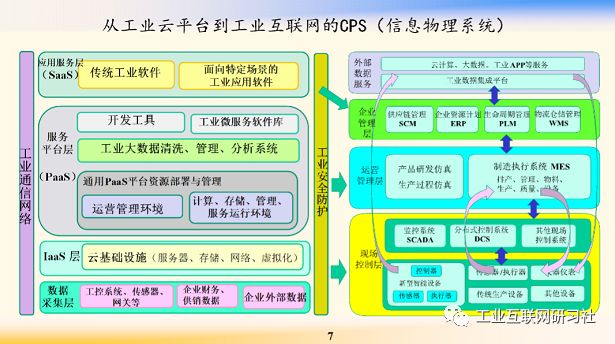 从工业云平台到工业互联网的CPS（信息物理系统）
工业通信网络
应用服务层
（SaaS）
传统工业软件
面向特定场景的
工业应用软件
服务
平台层
（PaaS）
开发工具
工业微服务软件库
工业大数据清洗、管理、分析系统
通用PaaS平台资源部署与管理
运营管理环境
计算、存储、管理、
服务运行环境
IaaS 层
云基础设施（服务器、存储、网络、虚拟化）
数据
采集层
工控系统、传感器、
网关等
企业财务、
供销数据
企业外部数据
工业安全防护
外部
数据
服务
云计算、大数据、工业APP等服务
工业数据集成平台
企业
管理
层
供应链管理
SCM
企业资源计划
ERP
生命周期管理
PLM
物流仓储管理
WMS
运营
管理层
产品研发仿真
生产过程仿真
制造执行系统 MES
排产、管理、物料、
生产、质量、设备
现场
控制层
监控系统
SCADA
分布式控制系统
DCS
其他现场
控制系统
控制器
新型智能设备
传感器
执行器
传感器/执行器
传统生产设备
仪表
其他设备
工业互联网研习社
7